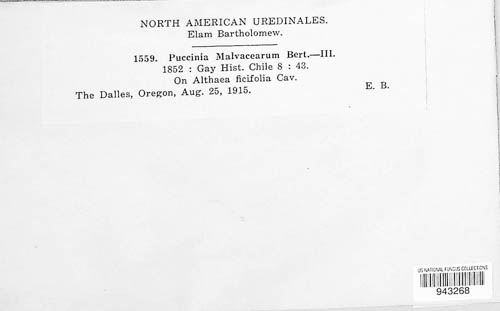 NORTH AMERICAN UREDINALES.
Elam Bartholomew.
1559. Puccinia Malvacearum Bert.—III.
1852 : Gay Hist. Chile 8 : 43.
On Althaea ficifolia Cav.
The Dalles, Oregon, Aug. 25, 1915. E. B.
US NATIONAL FUNGUS COLLECTIONS
943268